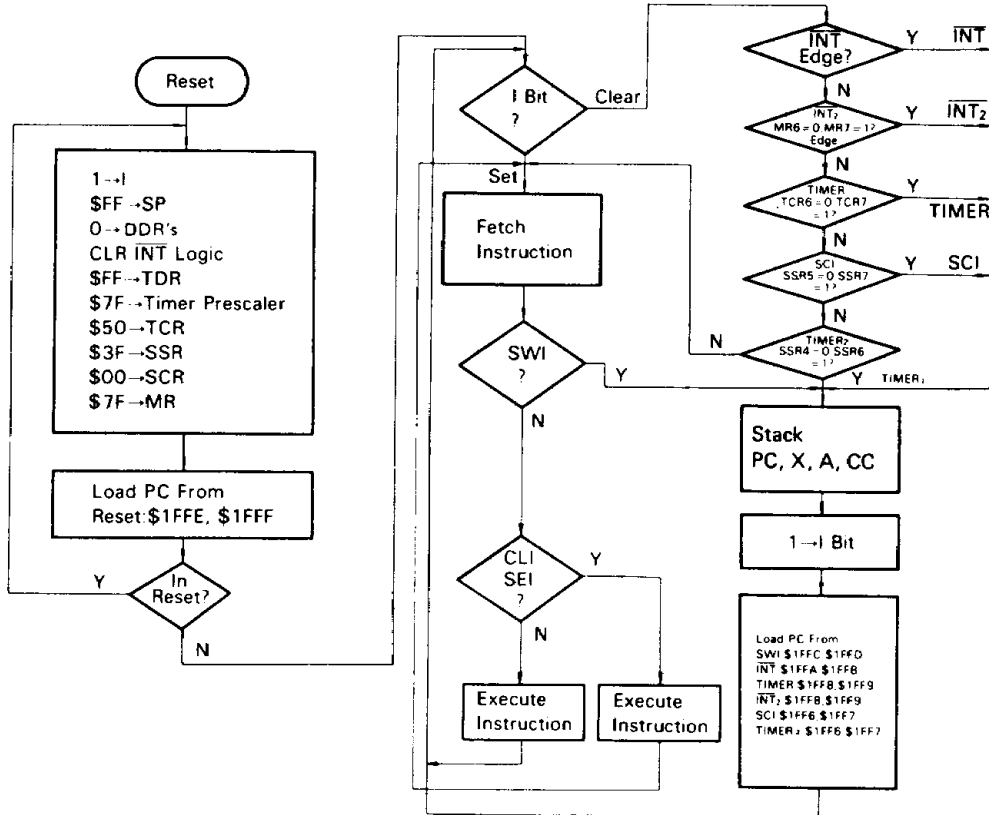 Reset
1→I
$FF→SP
0→DDR's
CLR INT Logic
$FF→TDR
$7F→Timer Prescaler
$50→TCR
$3F→SSR
$00→SCR
$7F→MR
Load PC From
Reset:$1FFE, $1FFF
Y
In
Reset?
N
I Bit
?
Clear
Set
Fetch
Instruction
SWI
?
Y
N
CLI
SEI
?
Y
N
Execute
Instruction
Execute
Instruction
INT
Edge?
Y
INT
N
INT₂
MR6=0 MR7=1?
Edge
Y
INT₂
N
TIMER
TCR6=0 TCR7
=1?
Y
TIMER
N
SCI
SSR5=0 SSR7
=1?
Y
SCI
N
TIMER₂
SSR4=0 SSR6
=1?
N
Y
TIMER₂
Stack
PC, X, A, CC
1→I Bit
Load PC From
SWI $1FFC $1FFD
INT $1FFA $1FFB
TIMER $1FF8,$1FF9
INT₂ $1FF8,$1FF9
SCI $1FF6 $1FF7
TIMER₂ $1FF6 $1FF7